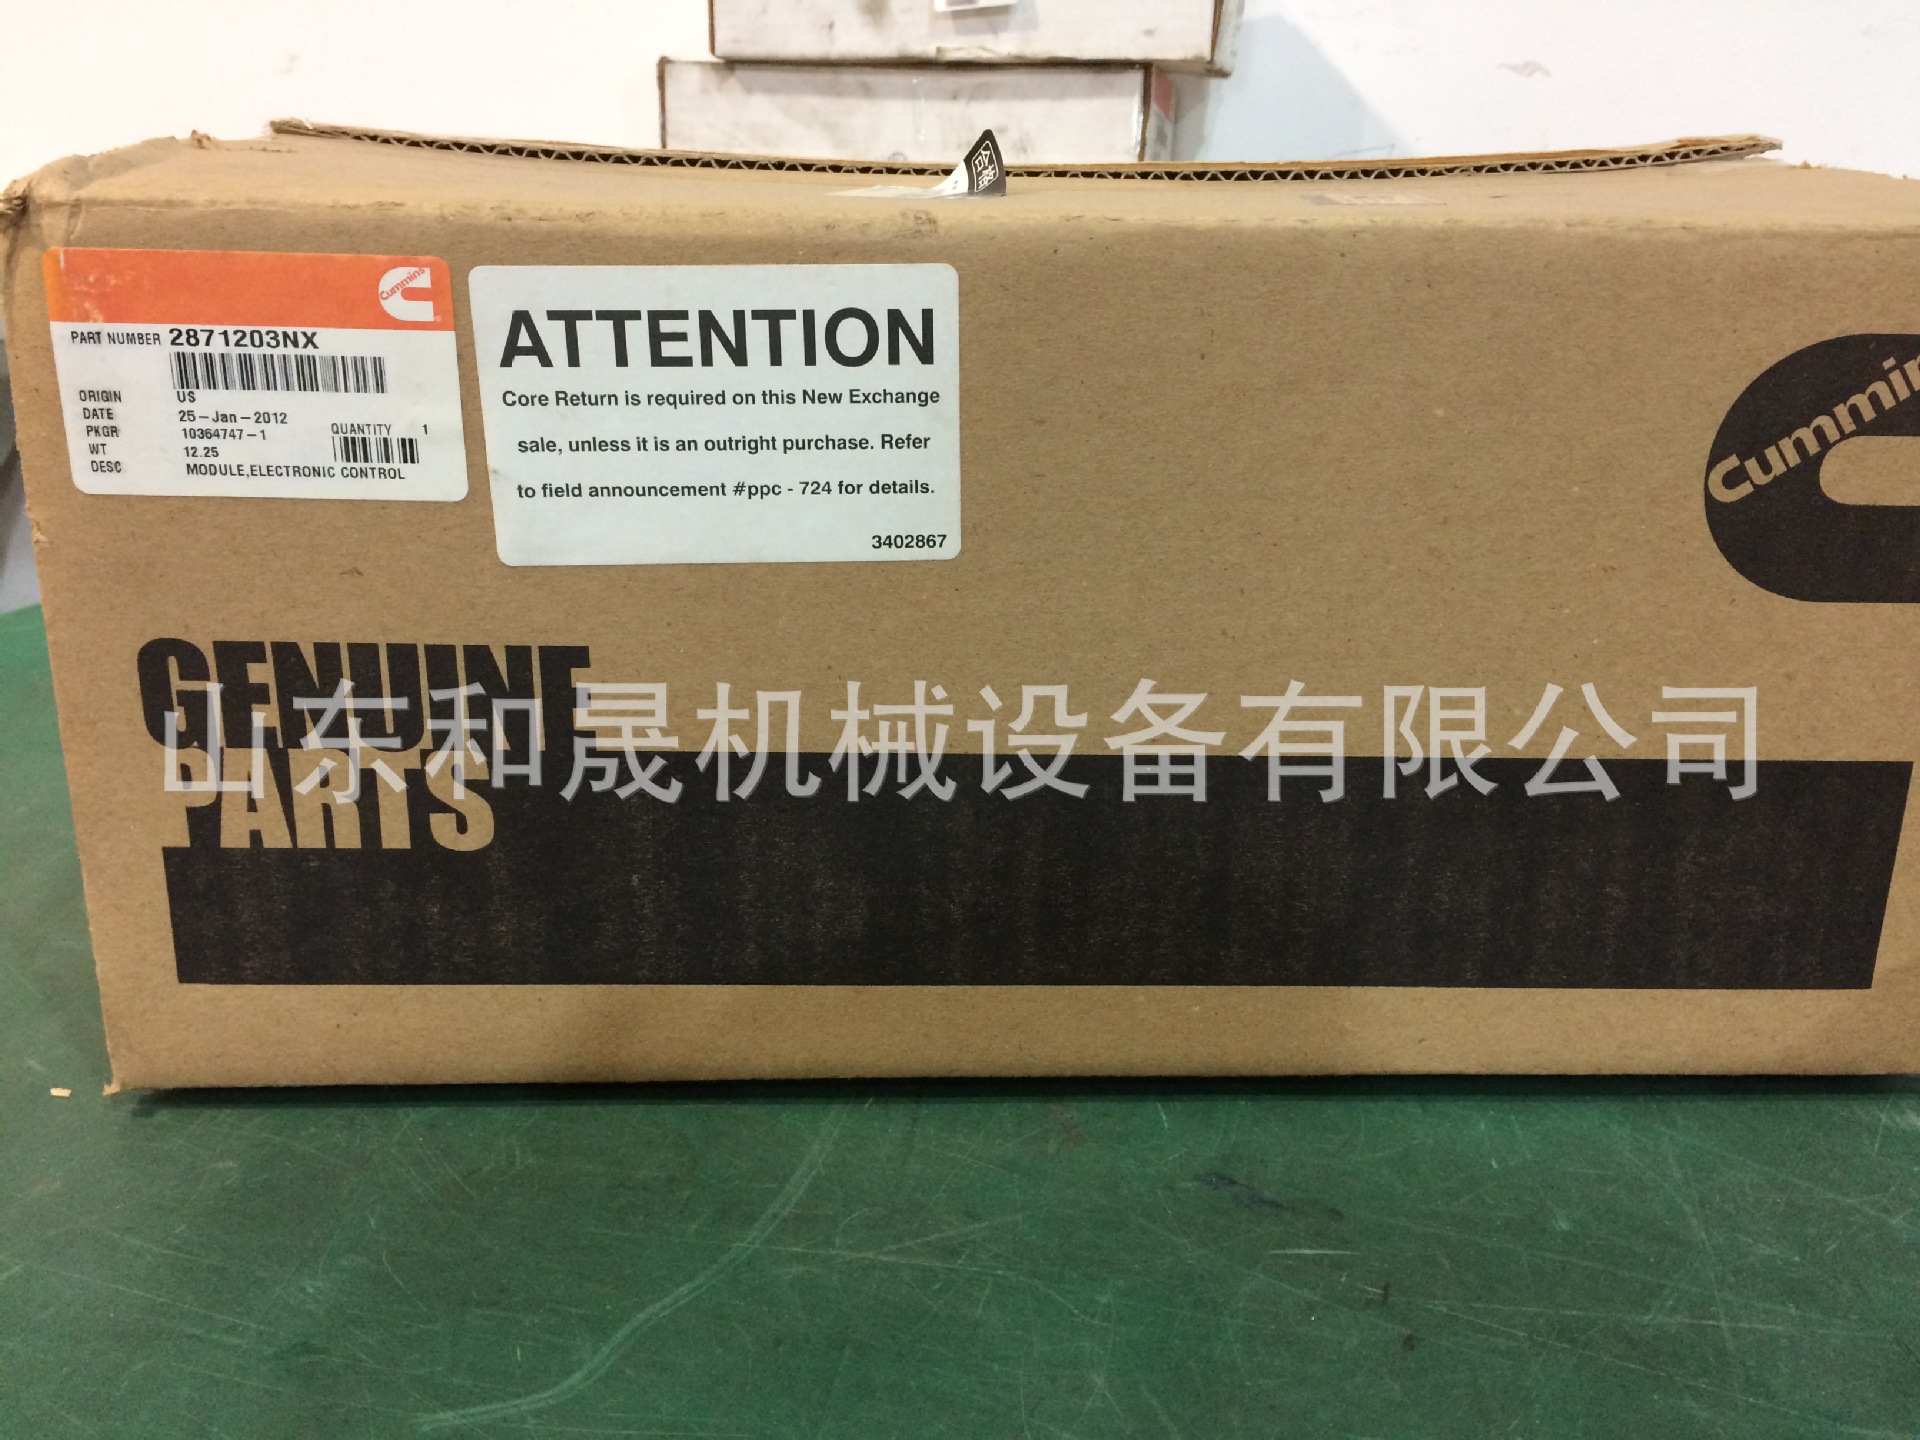 合格
Cummins
PART NUMBER 2871203NX
ORIGIN US
DATE 25-Jan-2012
PKGR 10364747-1 QUANTITY 1
WT 12.25
DESC MODULE,ELECTRONIC CONTROL
ATTENTION
Core Return is required on this New Exchange
sale, unless it is an outright purchase. Refer
to field announcement #ppc - 724 for details.
3402867
Cummins
GENUINE
PARTS
山东和晟机械设备有限公司